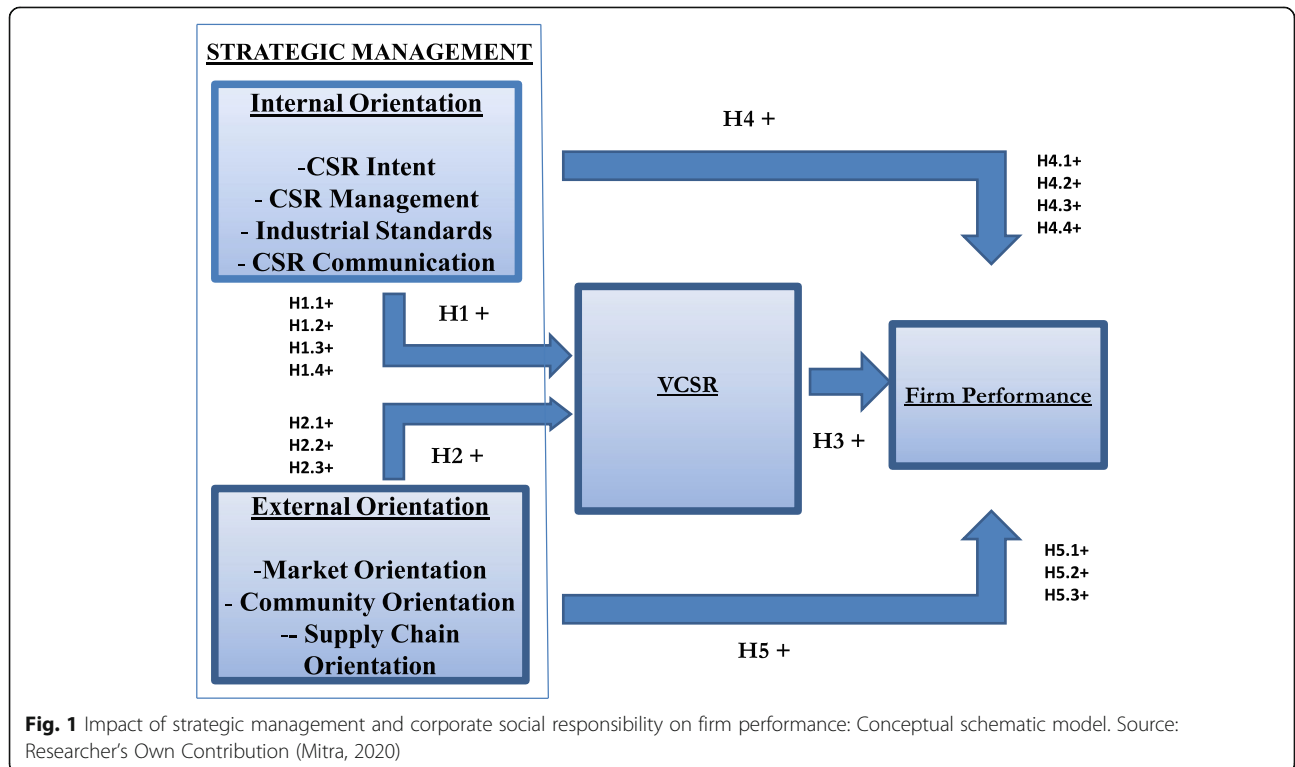 STRATEGIC MANAGEMENT
Internal Orientation
-CSR Intent
- CSR Management
- Industrial Standards
- CSR Communication
H4 +
H4.1+
H4.2+
H4.3+
H4.4+
H1.1+
H1.2+
H1.3+
H1.4+
H1 +
H2.1+
H2.2+
H2.3+
H2 +
VCSR
H3 +
Firm Performance
External Orientation
-Market Orientation
- Community Orientation
-- Supply Chain
Orientation
H5.1+
H5.2+
H5.3+
H5 +
Fig. 1 Impact of strategic management and corporate social responsibility on firm performance: Conceptual schematic model. Source:
Researcher's Own Contribution (Mitra, 2020)